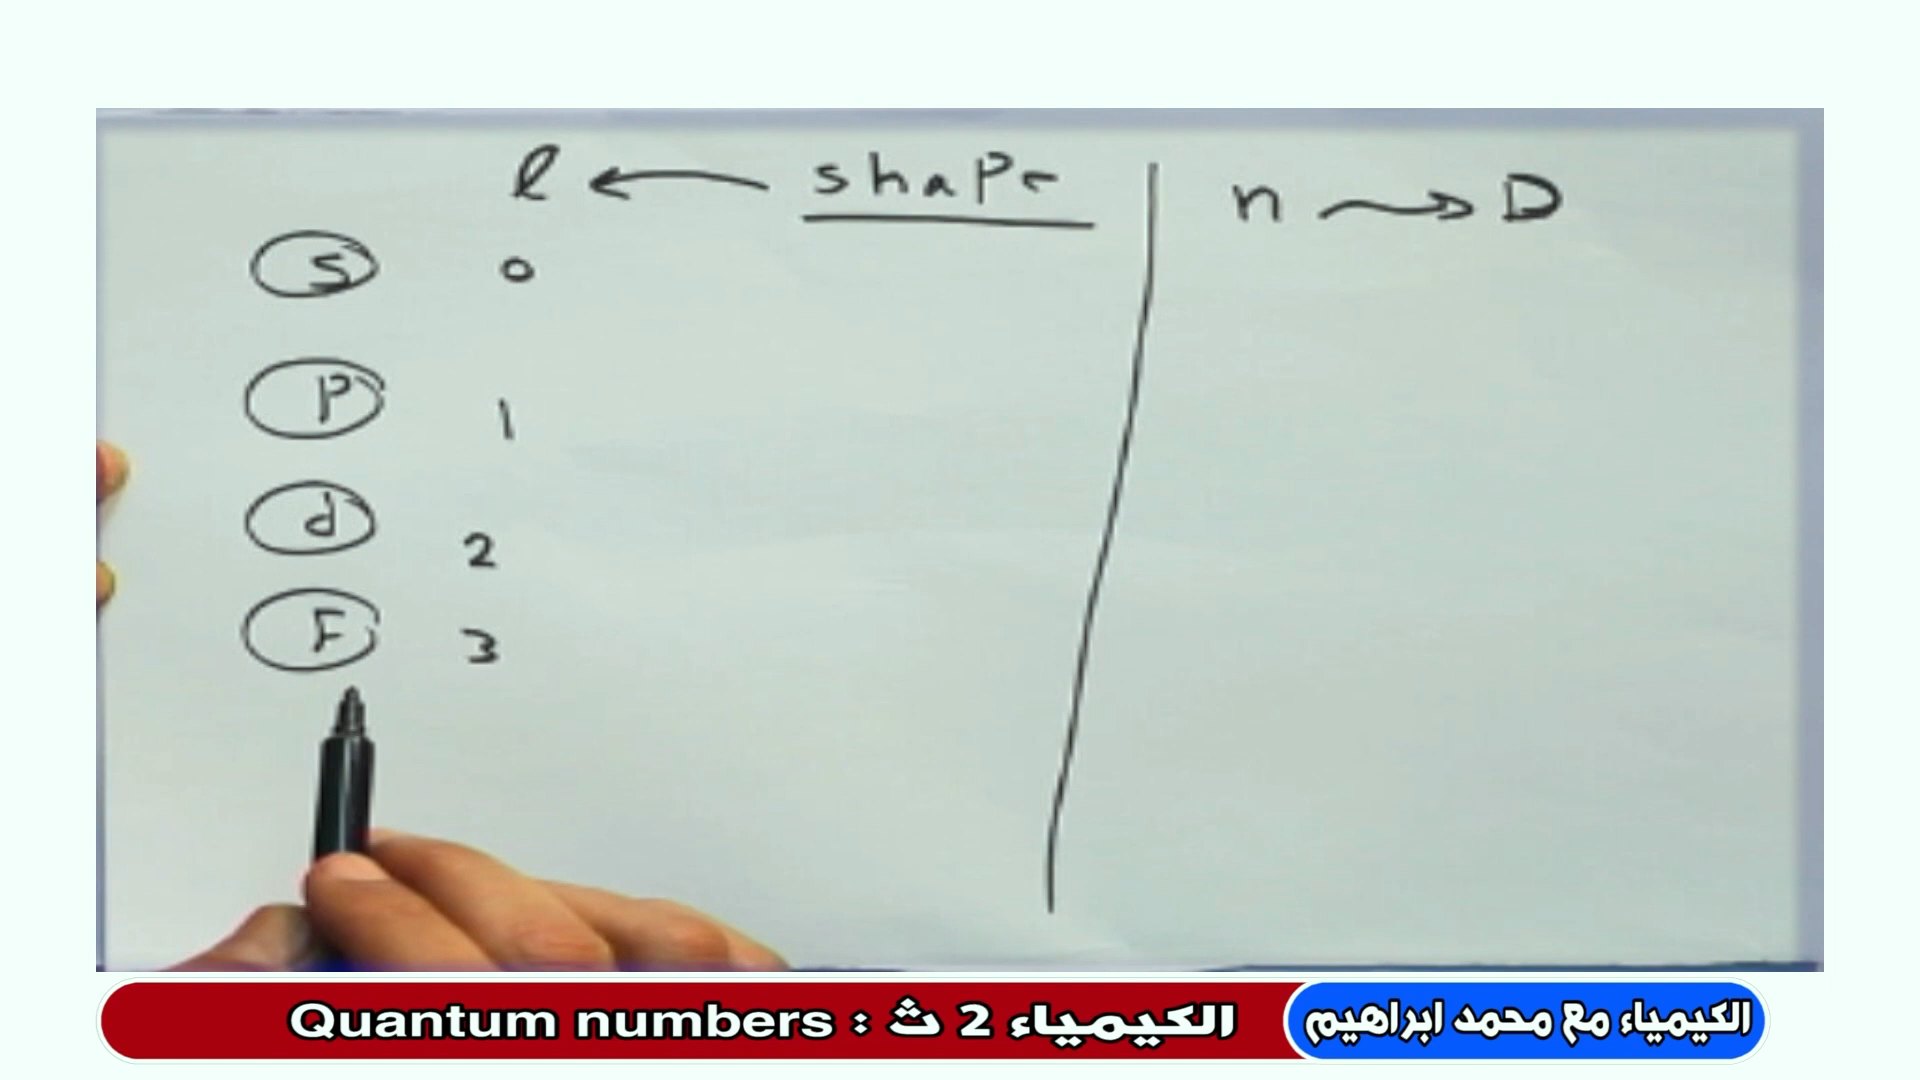 ℓ ← shape
n → D
S 0
P 1
d 2
F 3
الكيمياء 2 ث : Quantum numbers
الكيمياء مع محمد ابراهيم